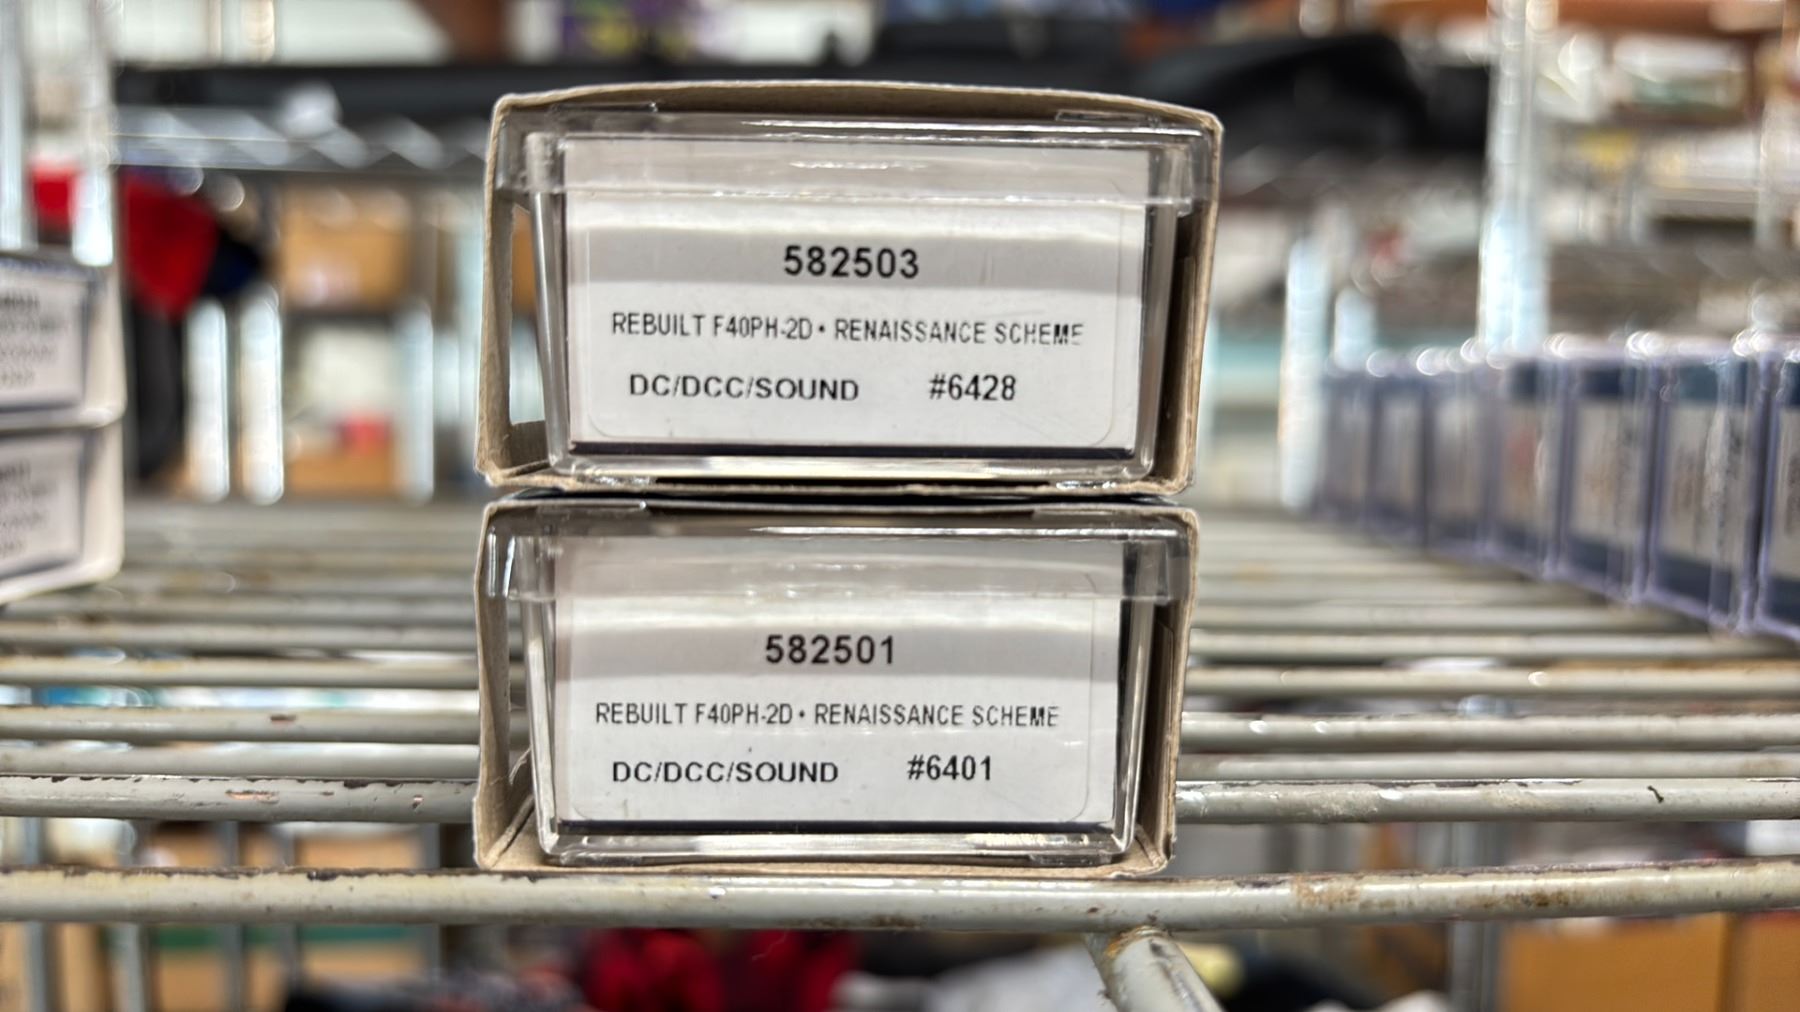 582503
REBUILT F40PH-2D • RENAISSANCE SCHEME
DC/DCC/SOUND #6428
582501
REBUILT F40PH-2D • RENAISSANCE SCHEME
DC/DCC/SOUND #6401